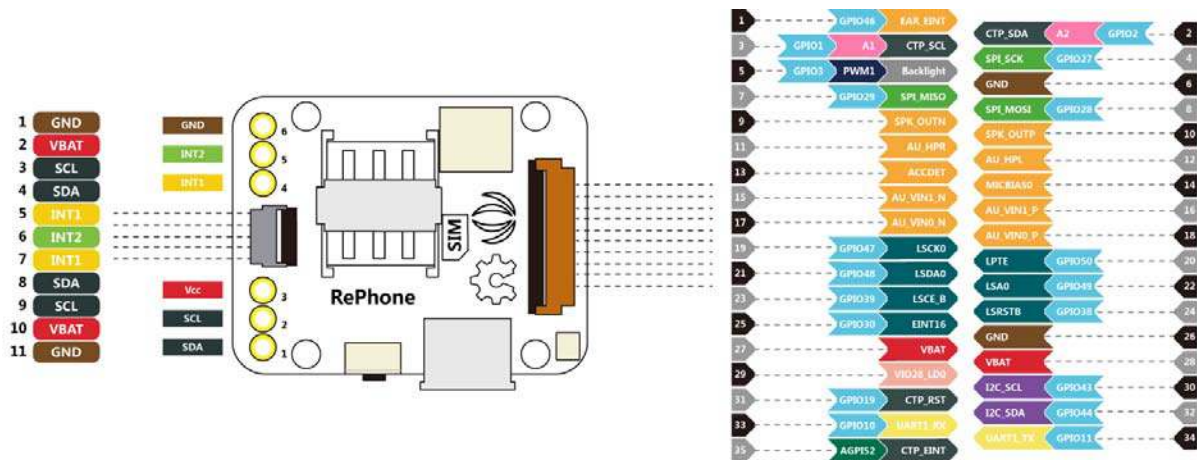 1 GND
2 VBAT
3 SCL
4 SDA
5 INT1
6 INT2
7 INT1
8 SDA
9 SCL
10 VBAT
11 GND
GND
INT2
INT1
Vcc
SCL
SDA
6
5
4
3
2
1
SIM
RePhone
1 GPIO46 EAR_EINT
3 GPIO1 A1 CTP_SCL
5 GPIO3 PWM1 Backlight
7 GPIO29 SPI_MISO
9 SPK_OUTN
11 AU_HPR
13 ACCDET
15 AU_VIN1_N
17 AU_VIN0_N
19 GPIO47 LSCK0
21 GPIO48 LSDA0
23 GPIO39 LSCE_B
25 GPIO30 EINT16
27 VBAT
29 VIO28_LDO
31 GPIO19 CTP_RST
33 GPIO10 UART1_RX
35 AGPI52 CTP_EINT
CTP_SDA A2 GPIO2 2
SPI_SCK GPIO27 4
GND 6
SPI_MOSI GPIO28 8
SPK_OUTP 10
AU_HPL 12
MICBIAS0 14
AU_VIN1_P 16
AU_VIN0_P 18
LPTE GPIO50 20
LSA0 GPIO49 22
LSRSTB GPIO38 24
GND 26
VBAT 28
I2C_SCL GPIO43 30
I2C_SDA GPIO44 32
UART1_TX GPIO11 34